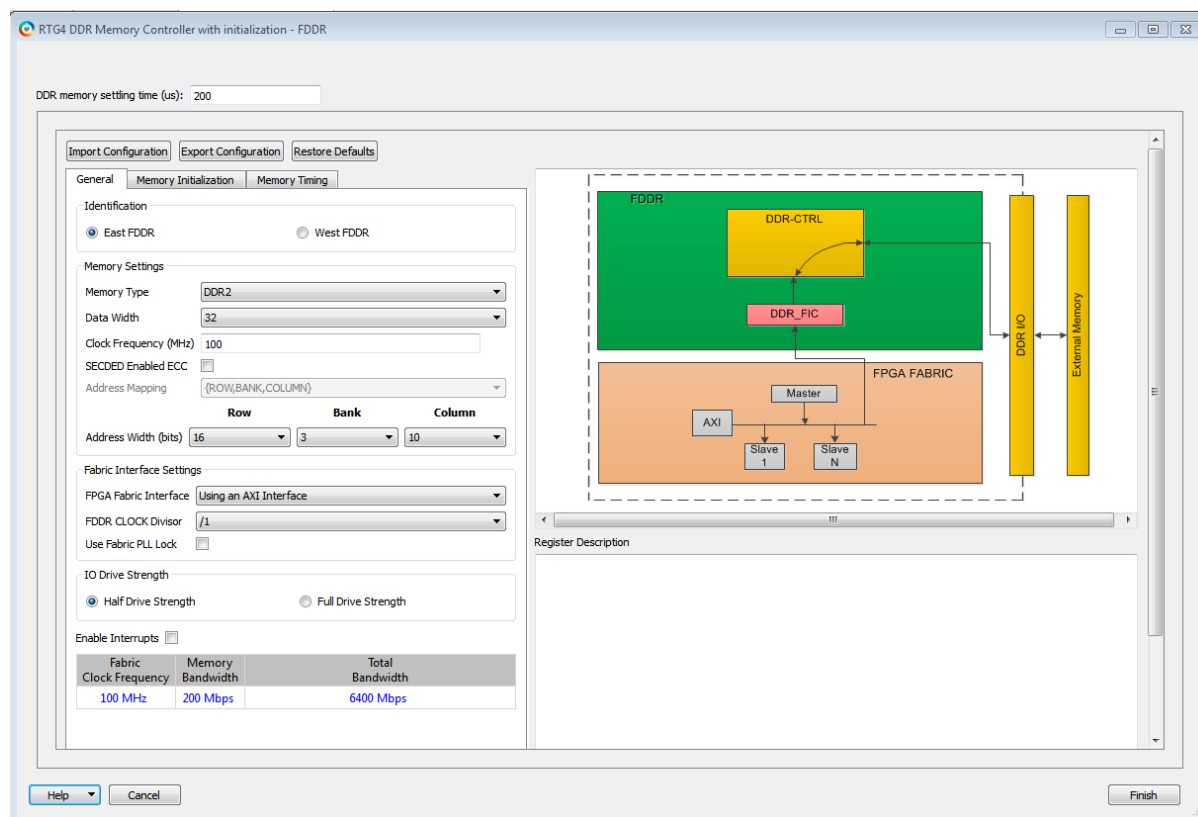 RTG4 DDR Memory Controller with initialization - FDDR
DDR memory settling time (us): 200
Import Configuration Export Configuration Restore Defaults
General Memory Initialization Memory Timing
Identification
East FDDR West FDDR
Memory Settings
Memory Type DDR2
Data Width 32
Clock Frequency (MHz) 100
SECDED Enabled ECC
Address Mapping {ROW,BANK,COLUMN}
Row Bank Column
Address Width (bits) 16 3 10
Fabric Interface Settings
FPGA Fabric Interface Using an AXI Interface
FDDR CLOCK Divisor /1
Use Fabric PLL Lock
IO Drive Strength
Half Drive Strength Full Drive Strength
Enable Interrupts
Fabric Memory Total
Clock Frequency Bandwidth Bandwidth
100 MHz 200 Mbps 6400 Mbps
FDDR
DDR-CTRL
DDR_FIC
FPGA FABRIC
Master
AXI
Slave Slave
1 N
DDR I/O
External Memory
Register Description
Help Cancel Finish